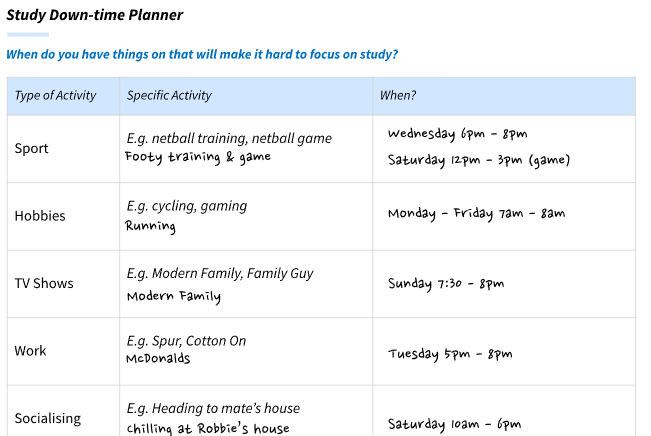 Study Down-time Planner
When do you have things on that will make it hard to focus on study?
Type of Activity Specific Activity When?
Sport
E.g. netball training, netball game
Footy training & game
Wednesday 6pm - 8pm
Saturday 12pm - 3pm (game)
Hobbies
E.g. cycling, gaming
Running
Monday - Friday 7am - 8am
TV Shows
E.g. Modern Family, Family Guy
Modern Family
Sunday 7:30 - 8pm
Work
E.g. Spur, Cotton On
McDonalds
Tuesday 5pm - 8pm
Socialising
E.g. Heading to mate's house
chilling at Robbie's house
Saturday 10am - 6pm